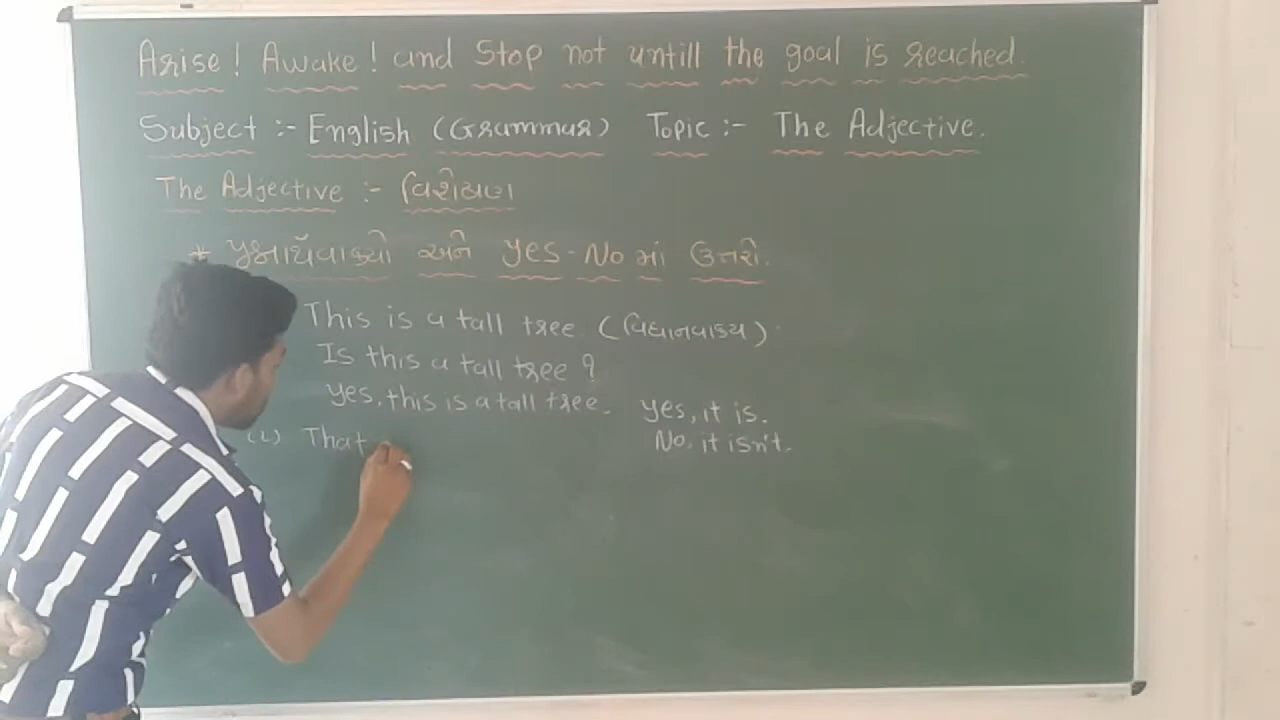 Arise! Awake! and Stop not untill the goal is reached.
Subject :- English (Grammar) Topic :- The Adjective.
The Adjective :- વિશેષણ
* પ્રશ્નાર્થવાક્યો અને Yes-No માં ઉત્તરો.
This is a tall tree. (વિધાનવાક્ય)
Is this a tall tree ?
Yes, this is a tall tree. Yes, it is.
No, it isn't.
(2) That